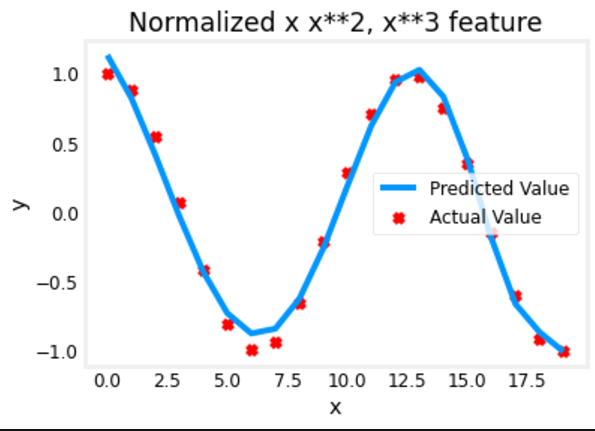 Normalized x x**2, x**3 feature
1.0
0.5
0.0
−0.5
−1.0
y
Predicted Value
Actual Value
0.0 2.5 5.0 7.5 10.0 12.5 15.0 17.5
x